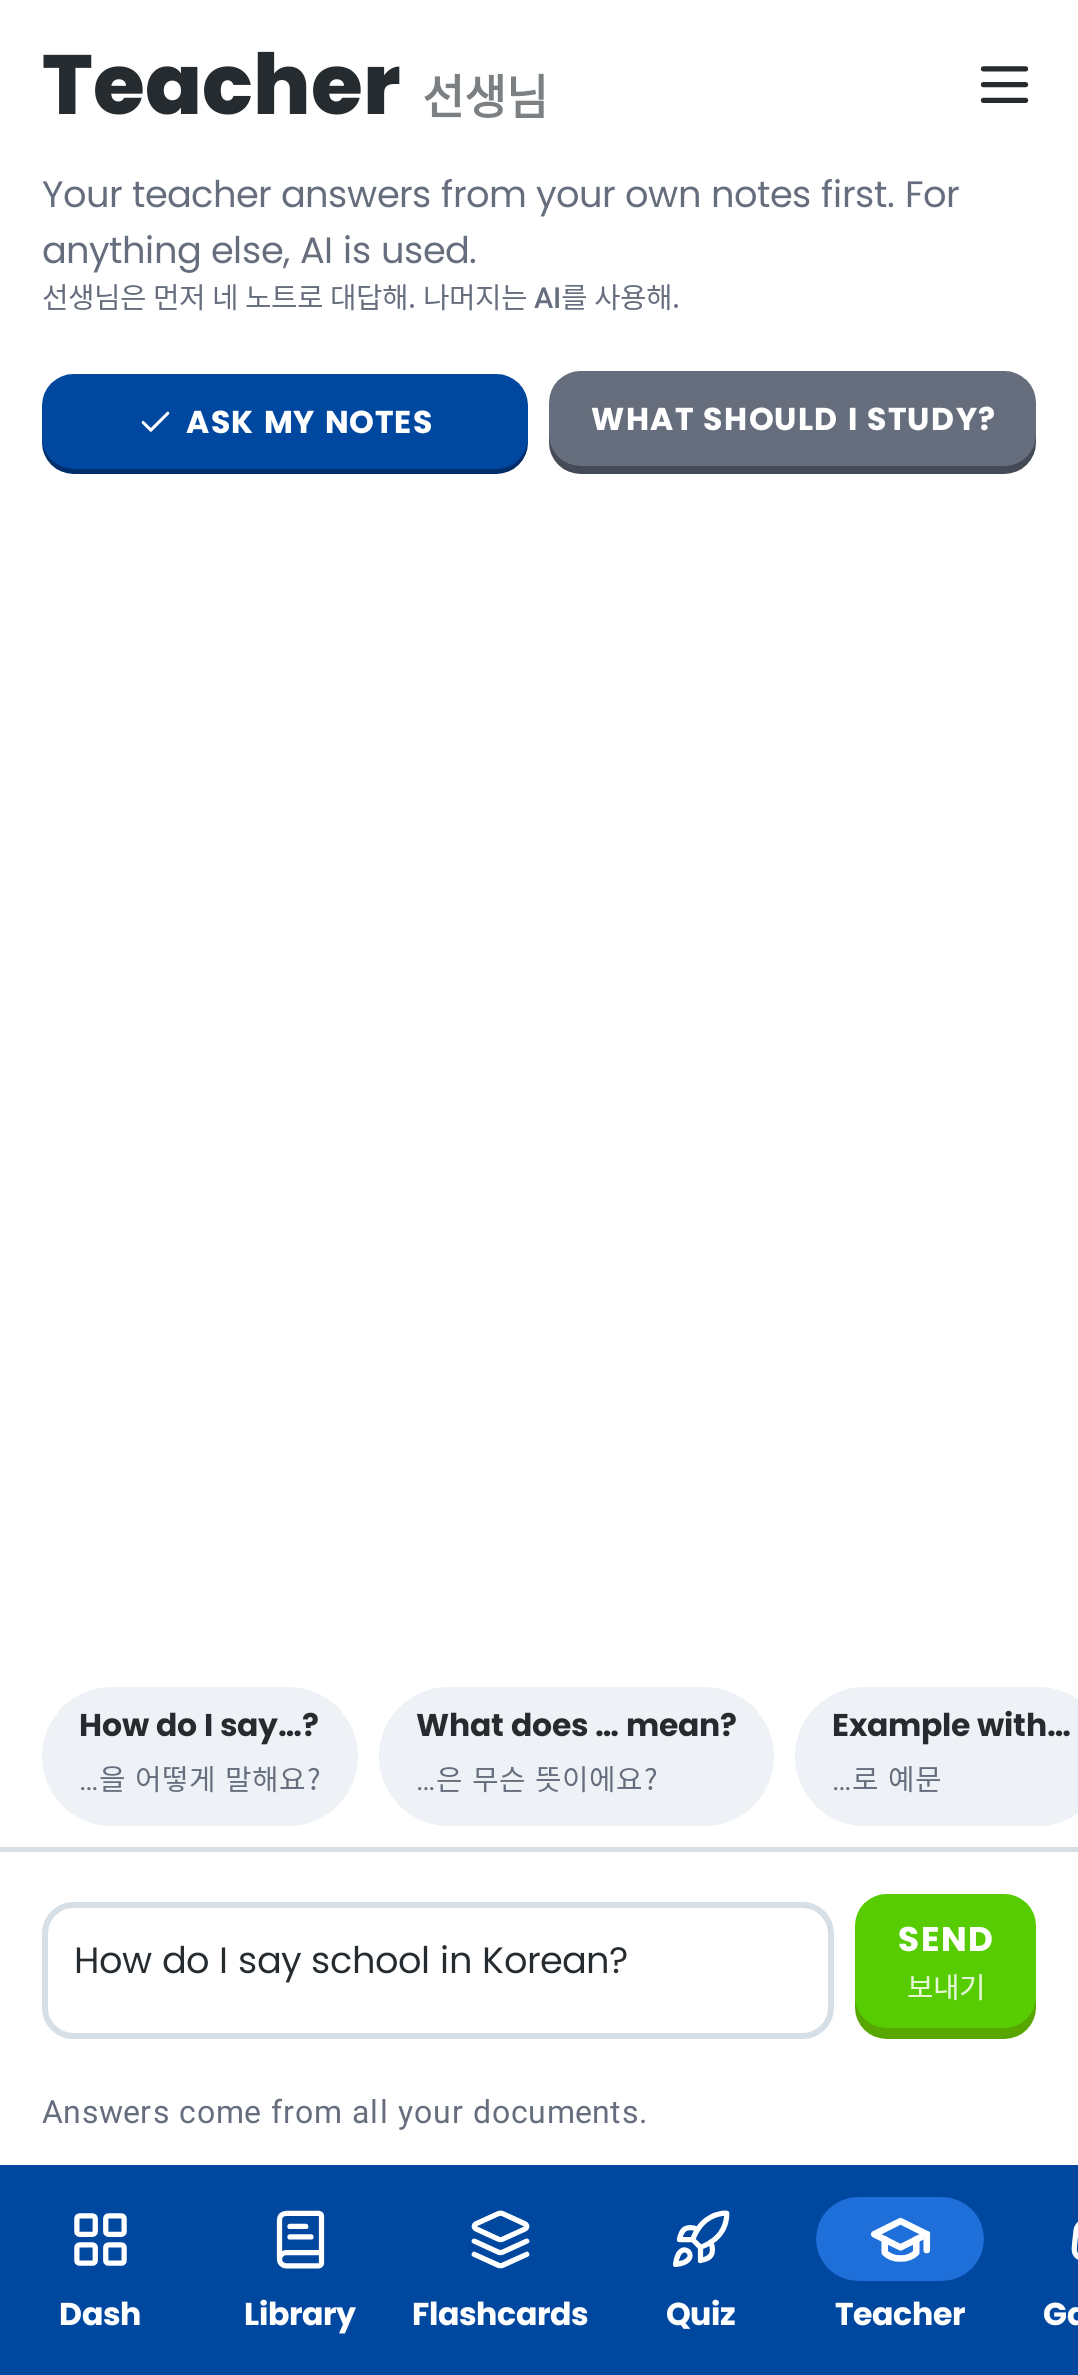 Teacher 선생님
Your teacher answers from your own notes first. For
anything else, AI is used.
선생님은 먼저 네 노트로 대답해. 나머지는 AI를 사용해.
ASK MY NOTES
WHAT SHOULD I STUDY?
How do I say...?
...을 어떻게 말해요?
What does ... mean?
...은 무슨 뜻이에요?
Example with...
...로 예문
How do I say school in Korean?
SEND
보내기
Answers come from all your documents.
Dash
Library
Flashcards
Quiz
Teacher